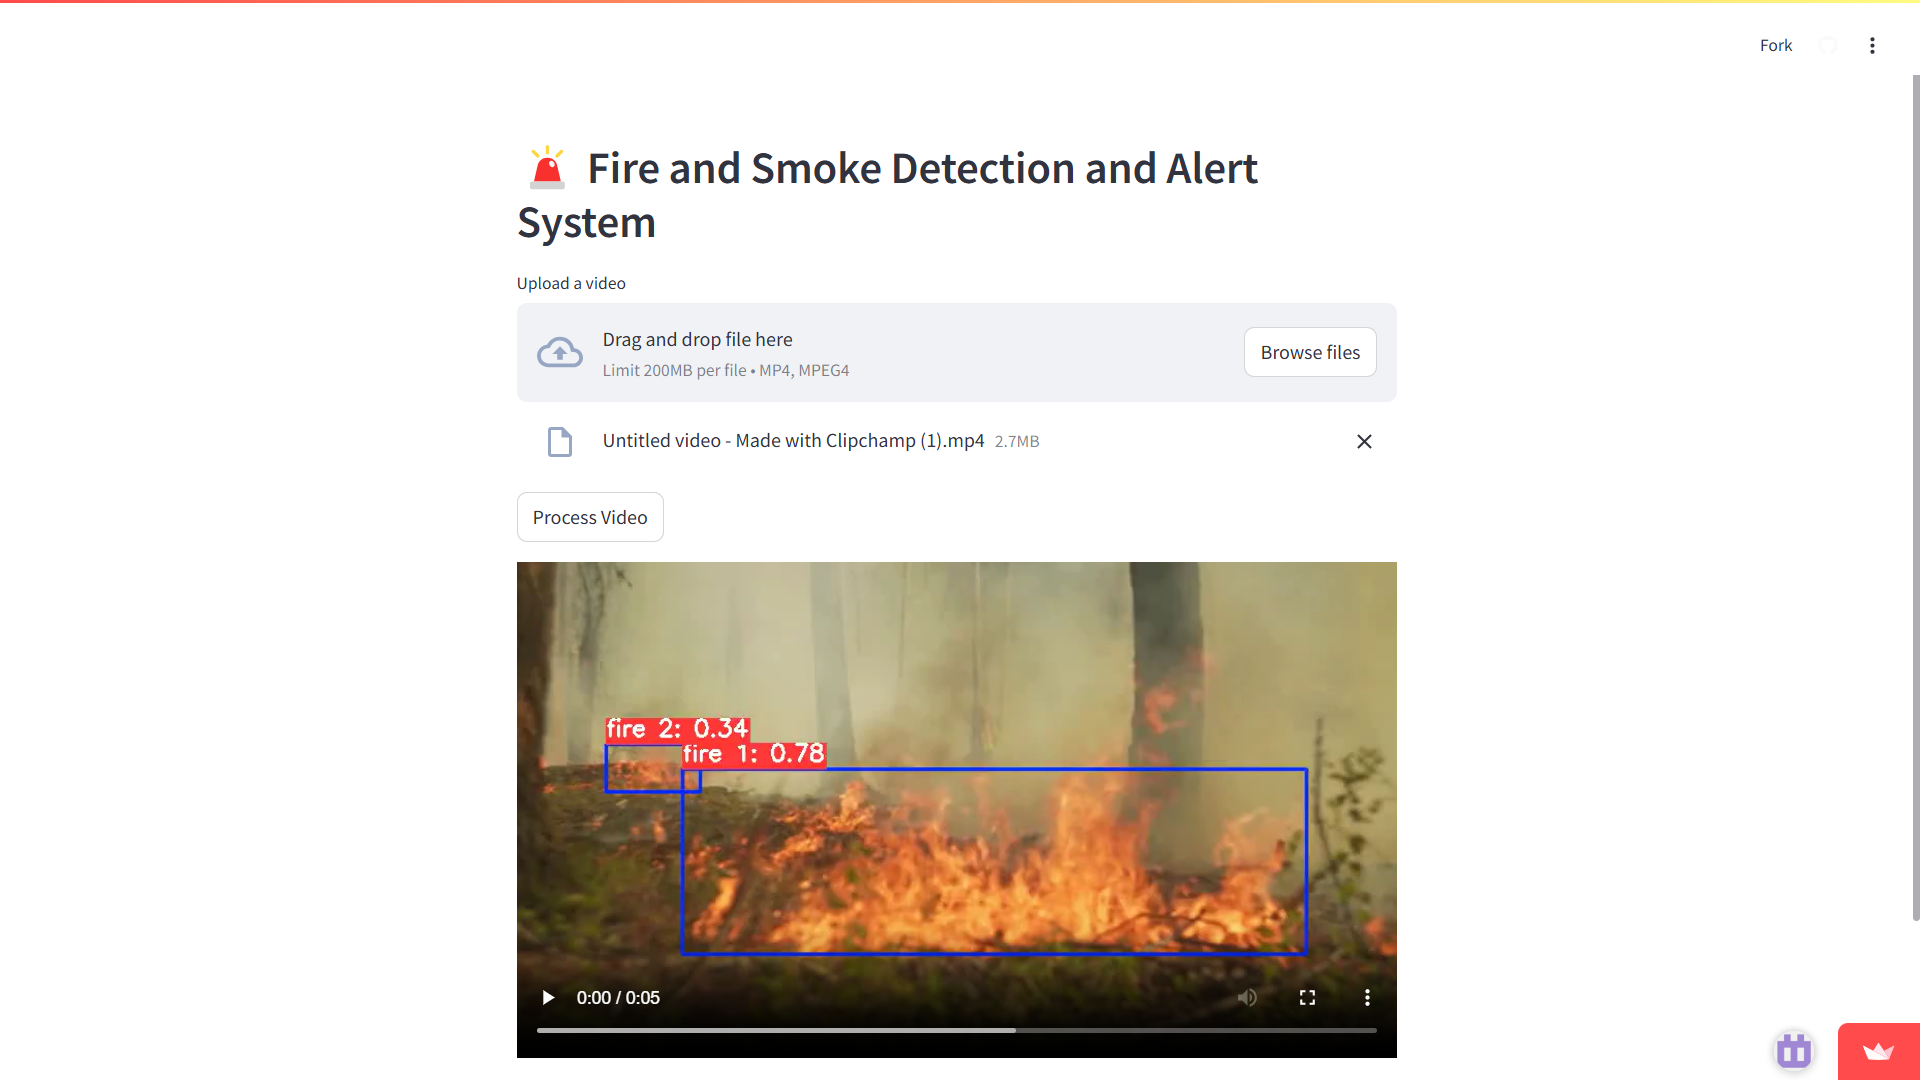 Fork
Fire and Smoke Detection and Alert
System
Upload a video
Drag and drop file here
Limit 200MB per file • MP4, MPEG4
Browse files
Untitled video - Made with Clipchamp (1).mp4 2.7MB
Process Video
fire 2: 0.34
fire 1: 0.78
0:00 / 0:05